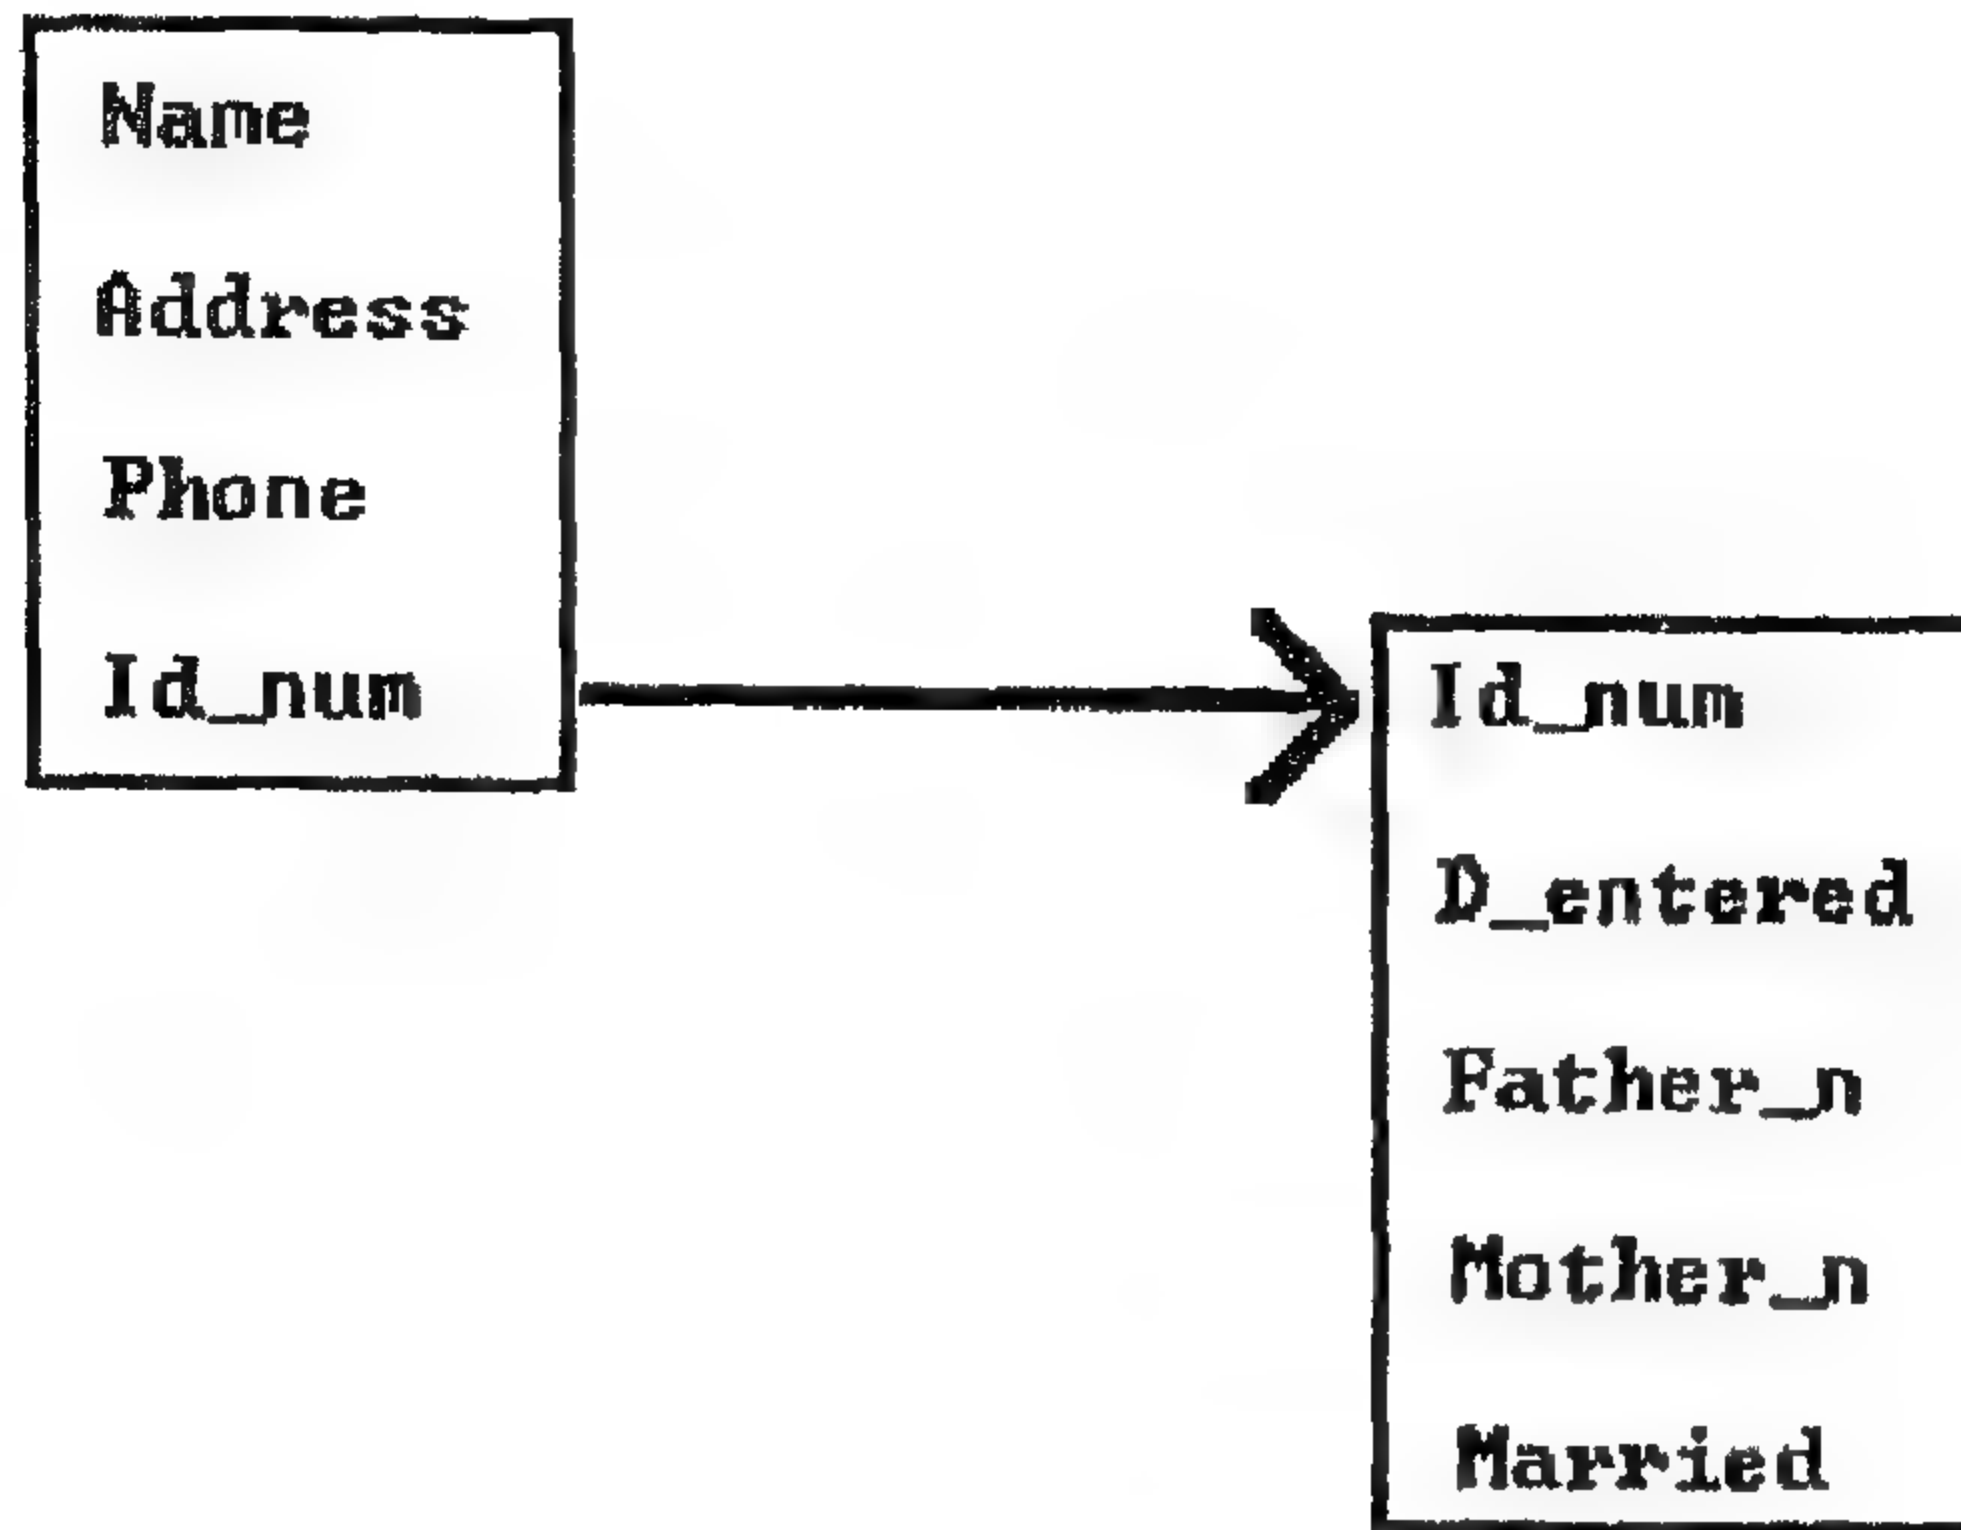 Name
Address
Phone
Id_num
Id_num
D_entered
Father_n
Mother_n
Married